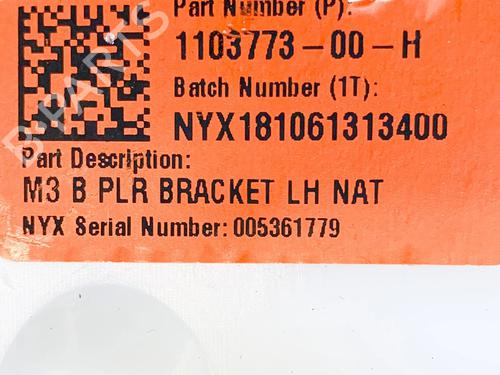 Part Number (P):
1103773-00-H
Batch Number (1T):
NYX181061313400
Part Description:
M3 B PLR BRACKET LH NAT
NYX Serial Number: 005361779
B-PARTS